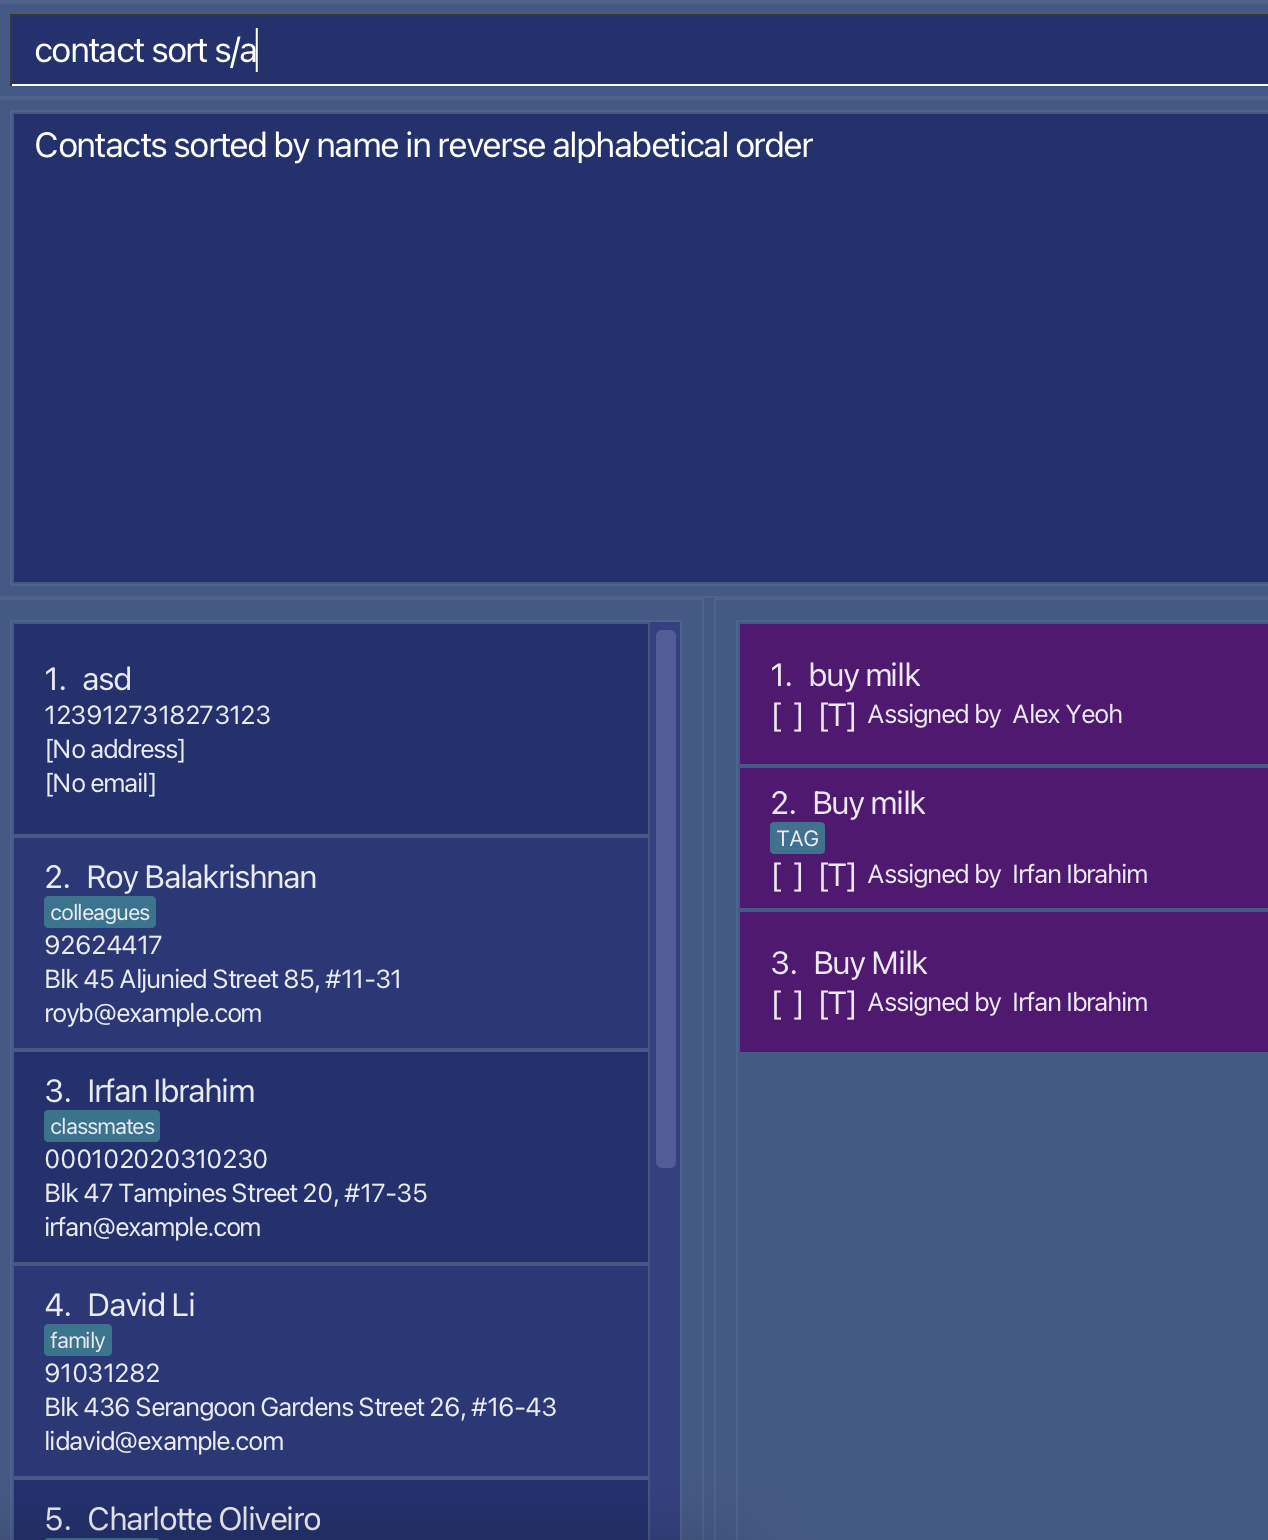 contact sort s/a
Contacts sorted by name in reverse alphabetical order
1. asd
1239127318273123
[No address]
[No email]
2. Roy Balakrishnan
colleagues
92624417
Blk 45 Aljunied Street 85, #11-31
royb@example.com
3. Irfan Ibrahim
classmates
000102020310230
Blk 47 Tampines Street 20, #17-35
irfan@example.com
4. David Li
family
91031282
Blk 436 Serangoon Gardens Street 26, #16-43
lidavid@example.com
5. Charlotte Oliveiro
1. buy milk
[ ] [T] Assigned by Alex Yeoh
2. Buy milk
TAG
[ ] [T] Assigned by Irfan Ibrahim
3. Buy Milk
[ ] [T] Assigned by Irfan Ibrahim